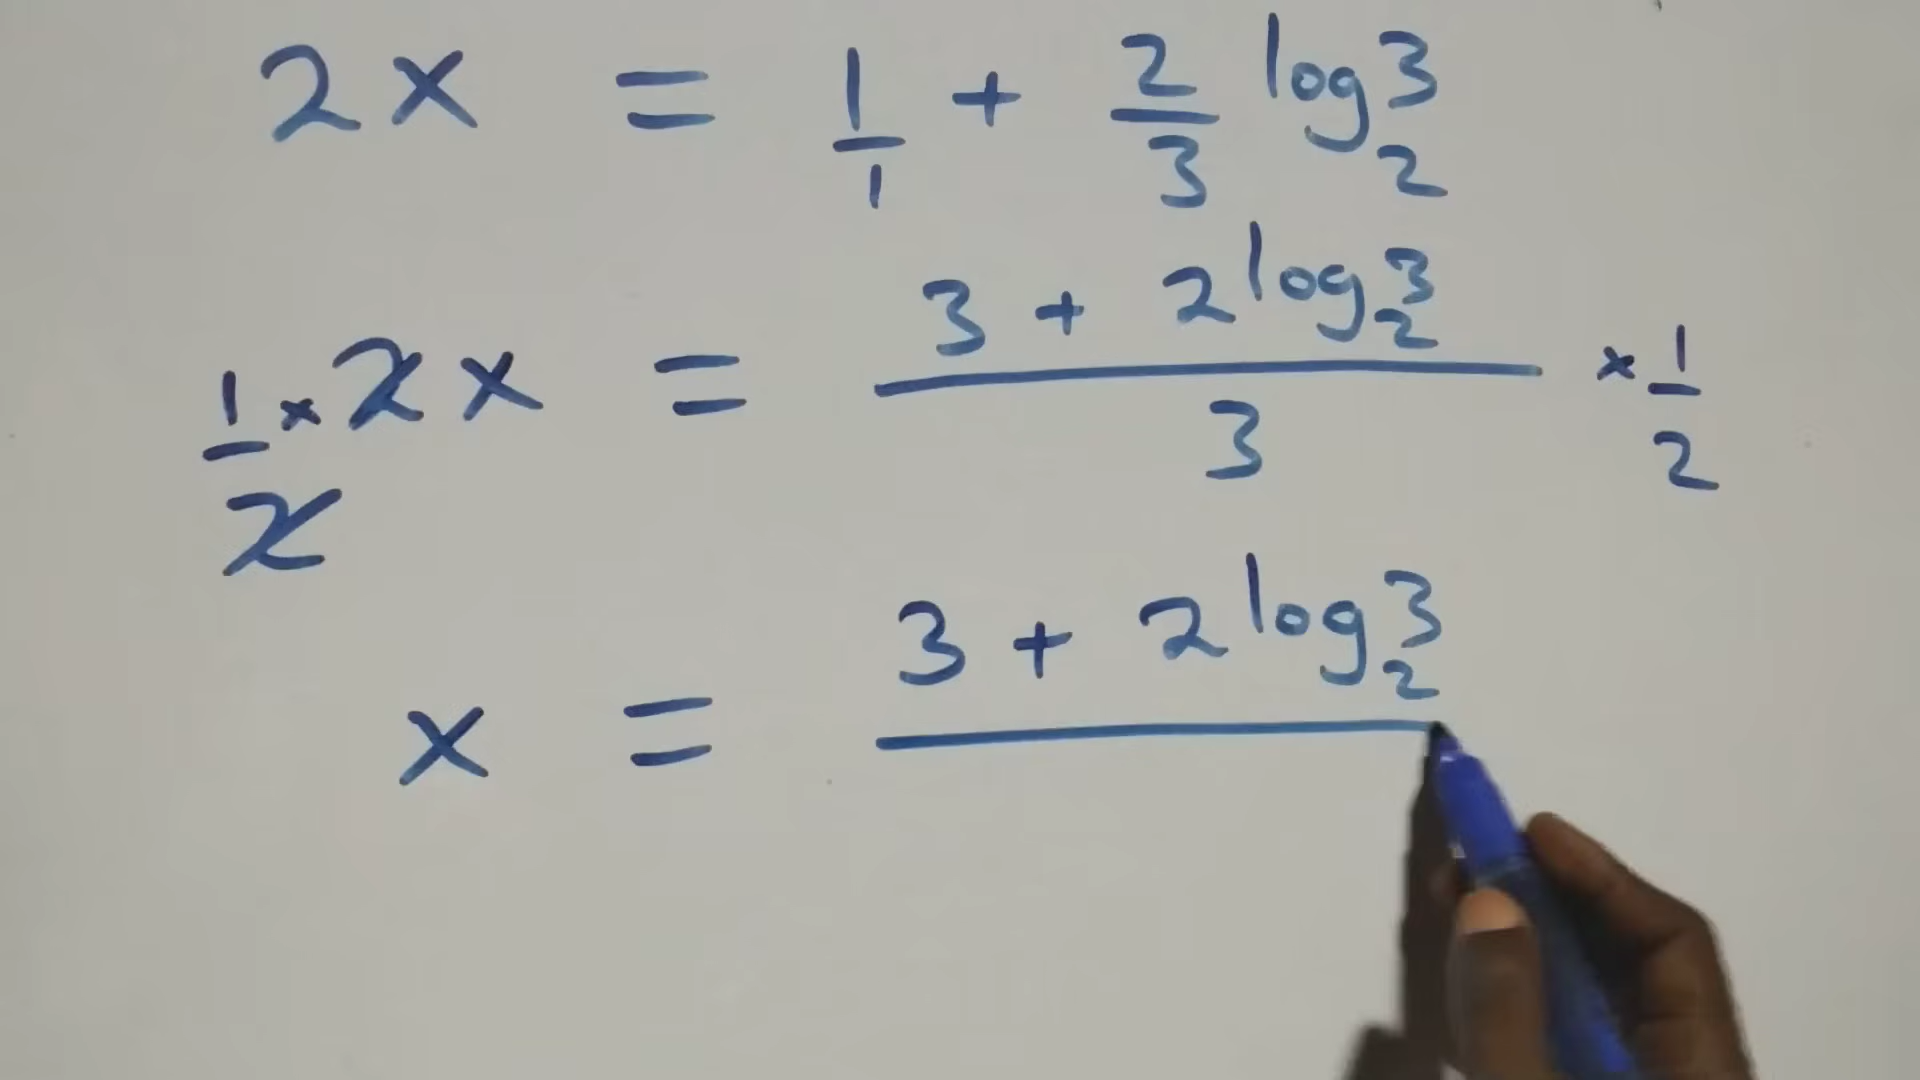 2x = 1/1 + 2/3 log₂3
1/2 × 2x = (3 + 2log₂3)/3 × 1/2
x = 3 + 2log₂3